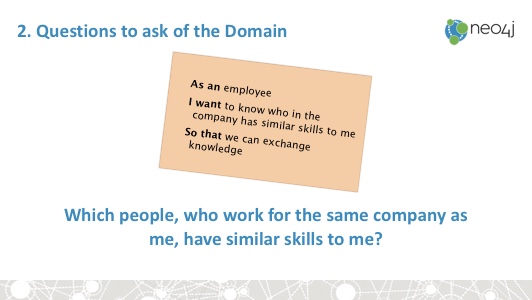 2. Questions to ask of the Domain
neo4j
As an employee
I want to know who in the
company has similar skills to me
So that we can exchange
knowledge
Which people, who work for the same company as
me, have similar skills to me?